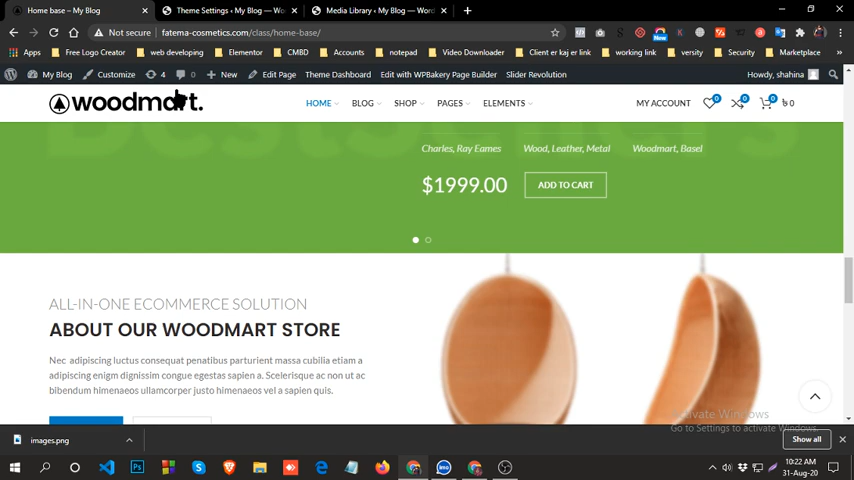 Home base – My Blog
Theme Settings ‹ My Blog — Wo
Media Library ‹ My Blog — Word
Not secure
fatema-cosmetics.com/class/home-base/
Apps
Free Logo Creator
web developing
Elementor
CMBD
Accounts
notepad
Video Downloader
Client er kaj er link
working link
versity
Security
Marketplace
»
My Blog
Customize
4
0
New
Edit Page
Theme Dashboard
Edit with WPBakery Page Builder
Slider Revolution
Howdy, shahina
woodmart.
HOME
BLOG
SHOP
PAGES
ELEMENTS
MY ACCOUNT
0
0
0
৳ 0
Bestsellers
Charles, Ray Eames
Wood, Leather, Metal
Woodmart, Basel
$1999.00
ADD TO CART
ALL-IN-ONE ECOMMERCE SOLUTION
ABOUT OUR WOODMART STORE
Nec adipiscing luctus consequat penatibus parturient massa cubilia etiam a
adipiscing enigm dignissim congue egestas sapien a. Scelerisque ac non ut ac
bibendum himenaeos ullamcorper justo himenaeos vel a sapien quis.
Activate Windows
Go to Settings to activate Windows.
images.png
Show all
10:22 AM
31-Aug-20